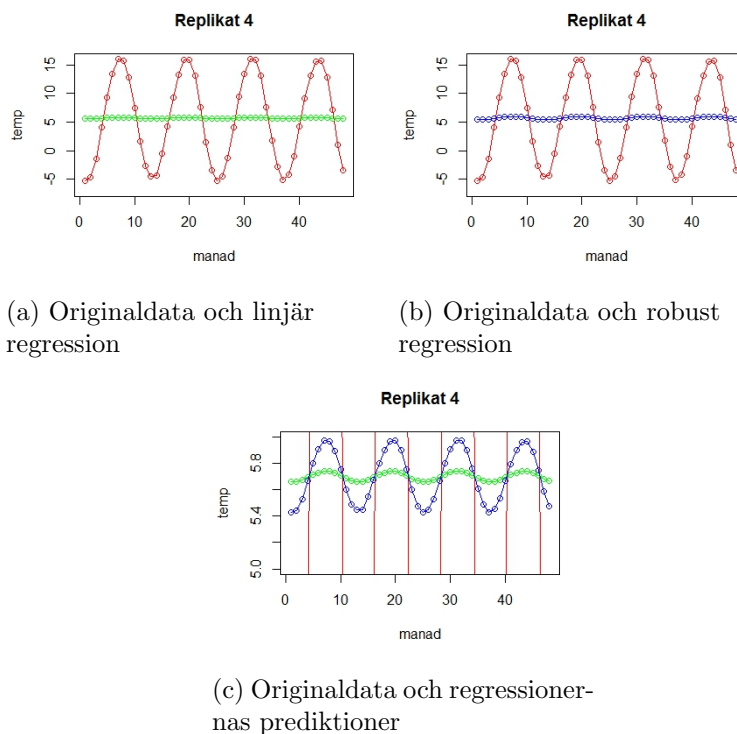 Replikat 4
15
10
5
0
-5
temp
0 10 20 30 40
manad
(a) Originaldata och linjär
regression
Replikat 4
15
10
5
0
-5
temp
0 10 20 30 40
manad
(b) Originaldata och robust
regression
Replikat 4
5.8
5.4
5.0
temp
0 10 20 30 40
manad
(c) Originaldata och regressioner-
nas prediktioner